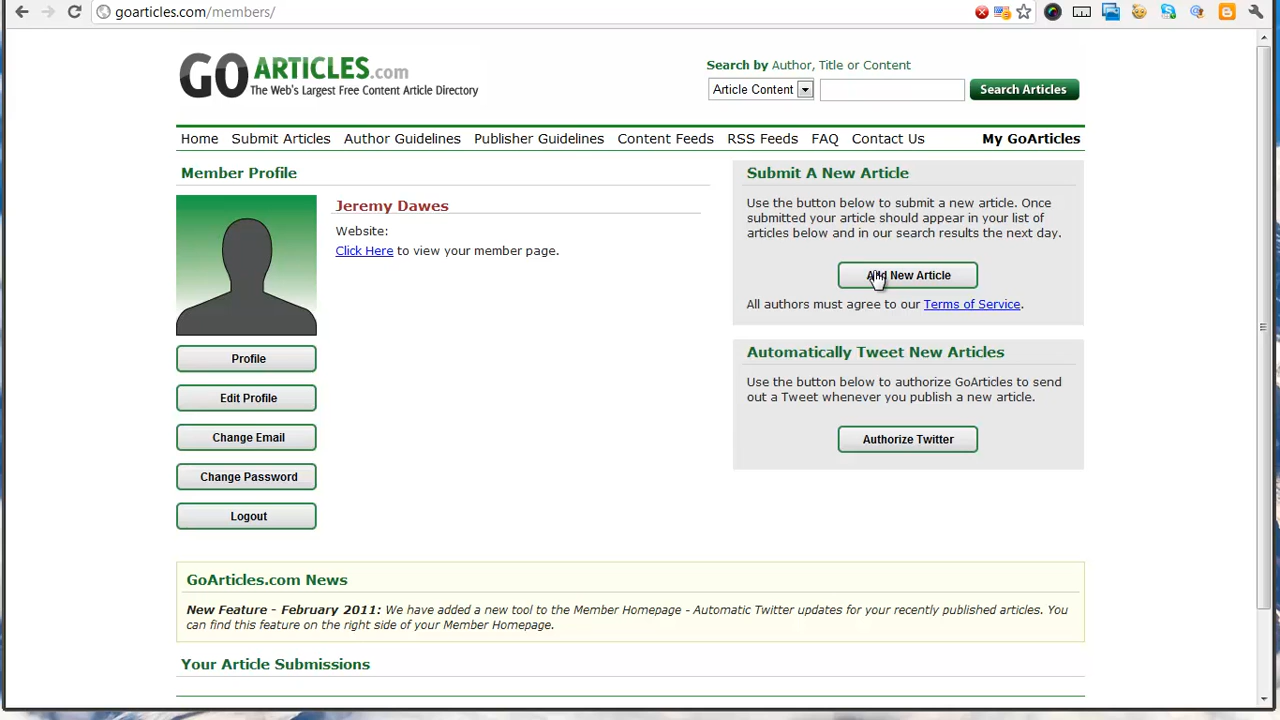 goarticles.com/members/
GO ARTICLES.com
The Web's Largest Free Content Article Directory
Search by Author, Title or Content
Article Content
Search Articles
Home Submit Articles Author Guidelines Publisher Guidelines Content Feeds RSS Feeds FAQ Contact Us My GoArticles
Member Profile
Jeremy Dawes
Website:
Click Here to view your member page.
Profile
Edit Profile
Change Email
Change Password
Logout
Submit A New Article
Use the button below to submit a new article. Once
submitted your article should appear in your list of
articles below and in our search results the next day.
Add New Article
All authors must agree to our Terms of Service.
Automatically Tweet New Articles
Use the button below to authorize GoArticles to send
out a Tweet whenever you publish a new article.
Authorize Twitter
GoArticles.com News
New Feature - February 2011: We have added a new tool to the Member Homepage - Automatic Twitter updates for your recently published articles. You
can find this feature on the right side of your Member Homepage.
Your Article Submissions